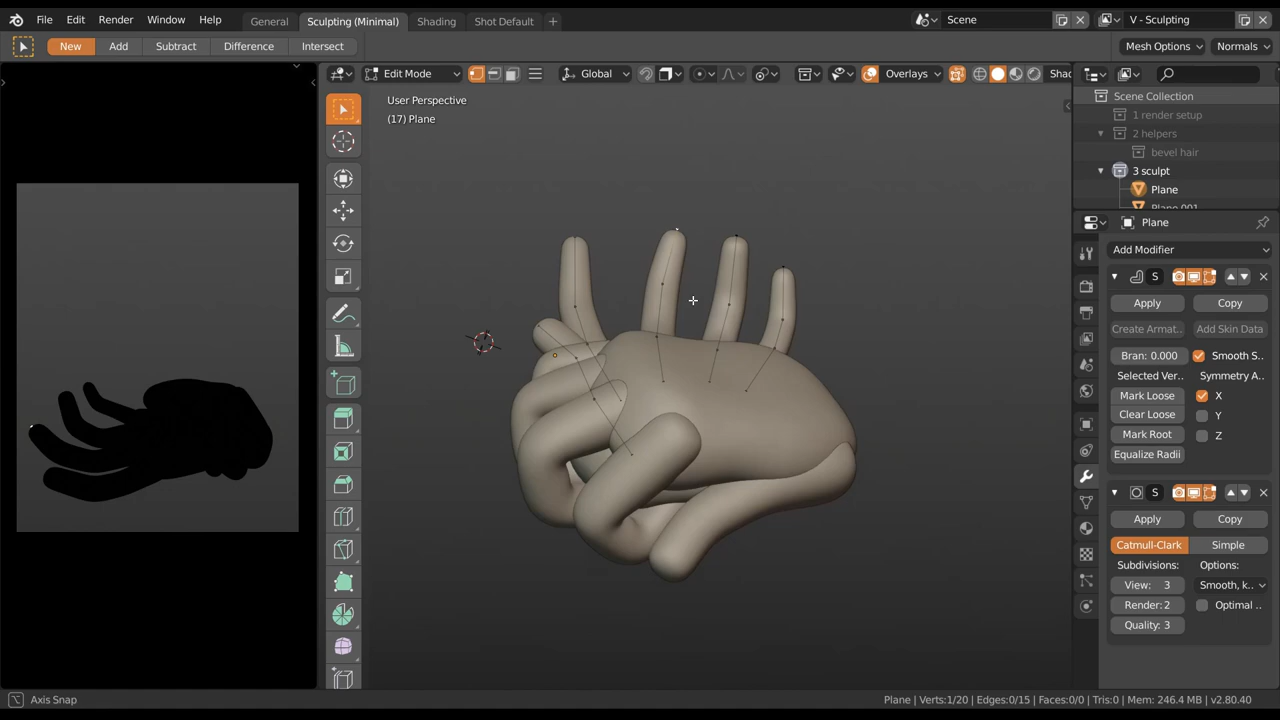 File Edit Render Window Help General Sculpting (Minimal) Shading Shot Default Scene V - Sculpting
New Add Subtract Difference Intersect Mesh Options Normals
Edit Mode Global Overlays Shac
User Perspective
(17) Plane
Scene Collection
1 render setup
2 helpers
bevel hair
3 sculpt
Plane
Plane.001
Plane
Add Modifier
S
Apply Copy
Create Armat.. Add Skin Data
Bran: 0.000 Smooth S..
Selected Ver.. Symmetry A..
Mark Loose X
Clear Loose Y
Mark Root Z
Equalize Radii
S
Apply Copy
Catmull-Clark Simple
Subdivisions: Options:
View: 3 Smooth, k..
Render: 2 Optimal ..
Quality: 3
Axis Snap Plane | Verts:1/20 | Edges:0/15 | Faces:0/0 | Tris:0 | Mem: 246.4 MB | v2.80.40